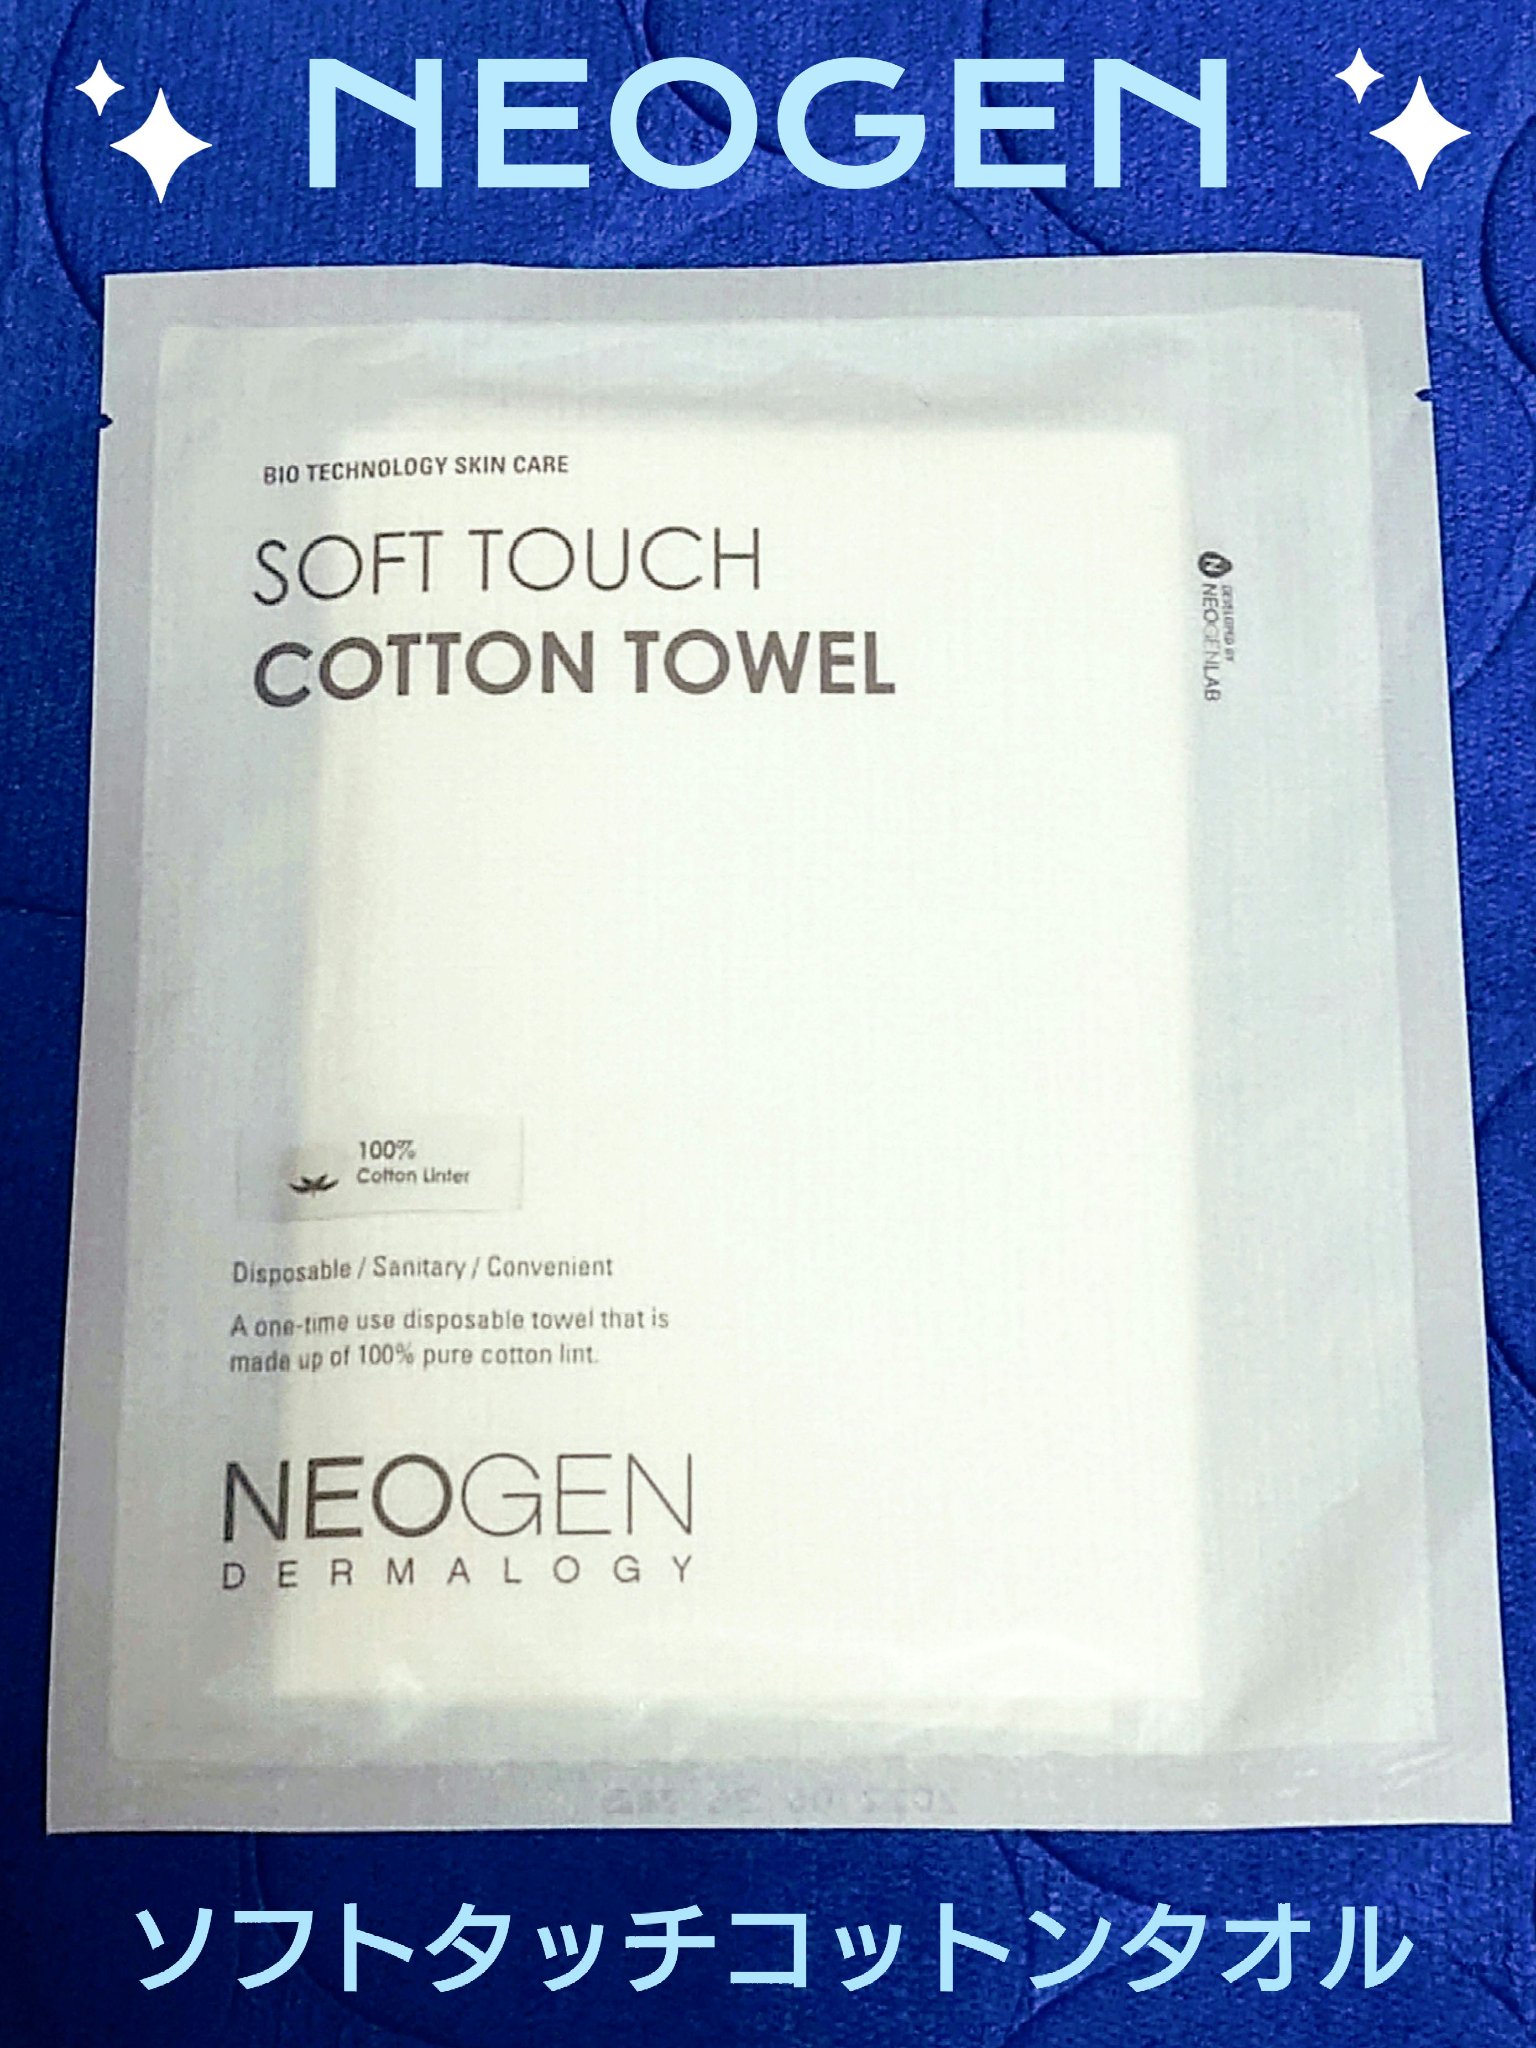 NEOGEN
BIO TECHNOLOGY SKIN CARE
SOFT TOUCH
COTTON TOWEL
DEVELOPED BY
NEOGENLAB
100%
Cotton Linter
Disposable / Sanitary / Convenient
A one-time use disposable towel that is
made up of 100% pure cotton lint.
NEOGEN
DERMALOGY
ソフトタッチコットンタオル